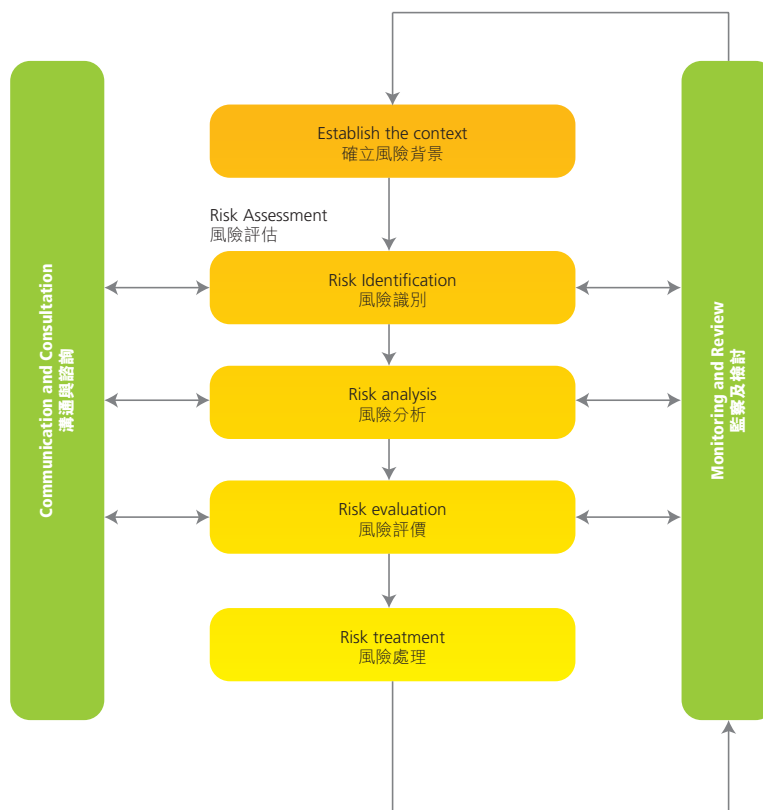 Establish the context
確立風險背景
Risk Assessment
風險評估
Risk Identification
風險識別
Risk analysis
風險分析
Risk evaluation
風險評價
Risk treatment
風險處理
Communication and Consultation
溝通與諮詢
Monitoring and Review
監察及檢討